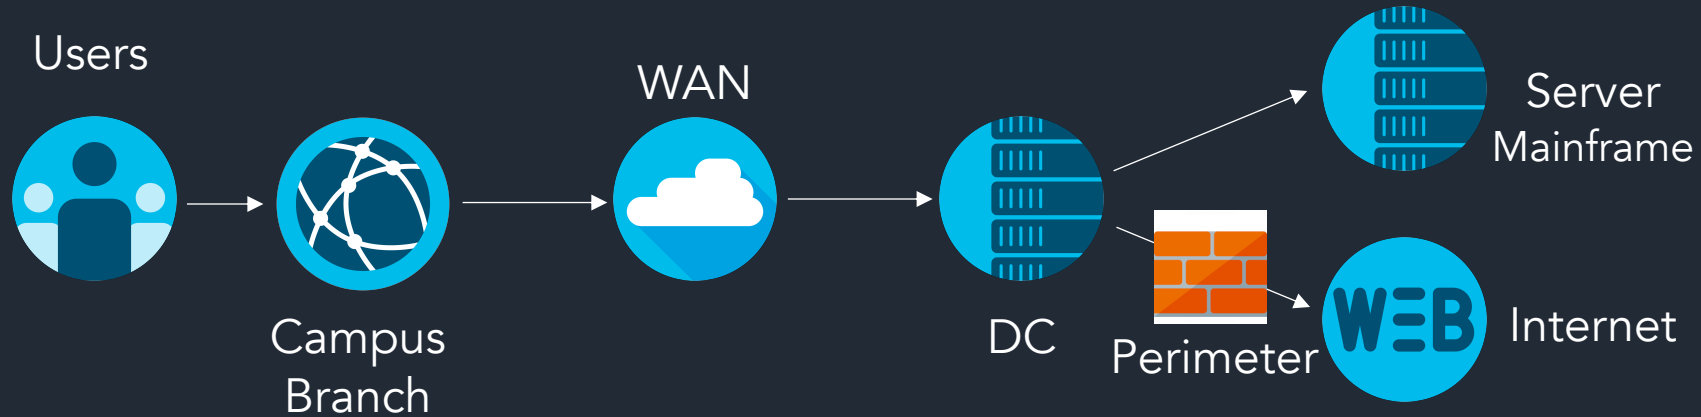 Users
Campus
Branch
WAN
DC
Perimeter
Server
Mainframe
WEB
Internet